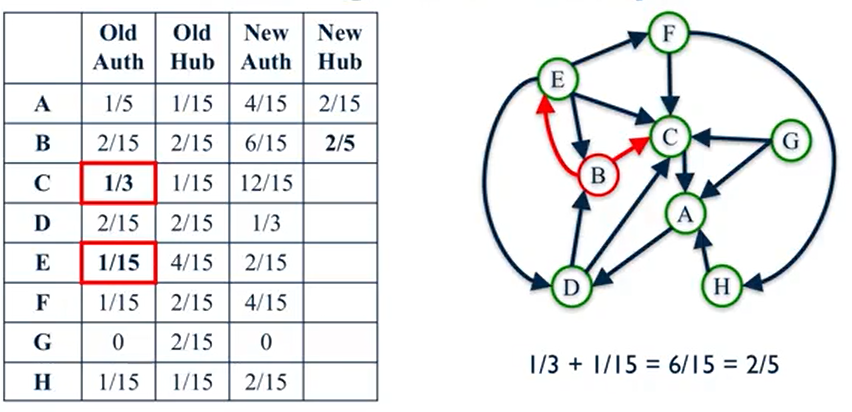 Old Auth Old Hub New Auth New Hub
A 1/5 1/15 4/15 2/15
B 2/15 2/15 6/15 2/5
C 1/3 1/15 12/15
D 2/15 2/15 1/3
E 1/15 4/15 2/15
F 1/15 2/15 4/15
G 0 2/15 0
H 1/15 1/15 2/15
F
E
C
G
B
A
D
H
1/3 + 1/15 = 6/15 = 2/5